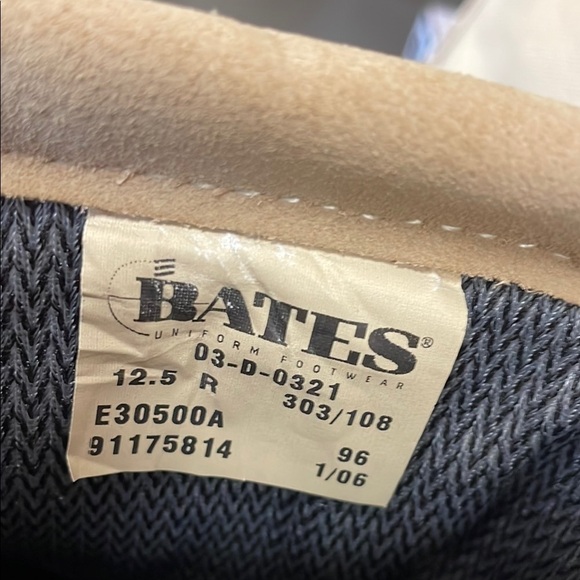 BATES®
UNIFORM FOOTWEAR
03-D-0321
12.5 R 303/108
E30500A 96
91175814 1/06